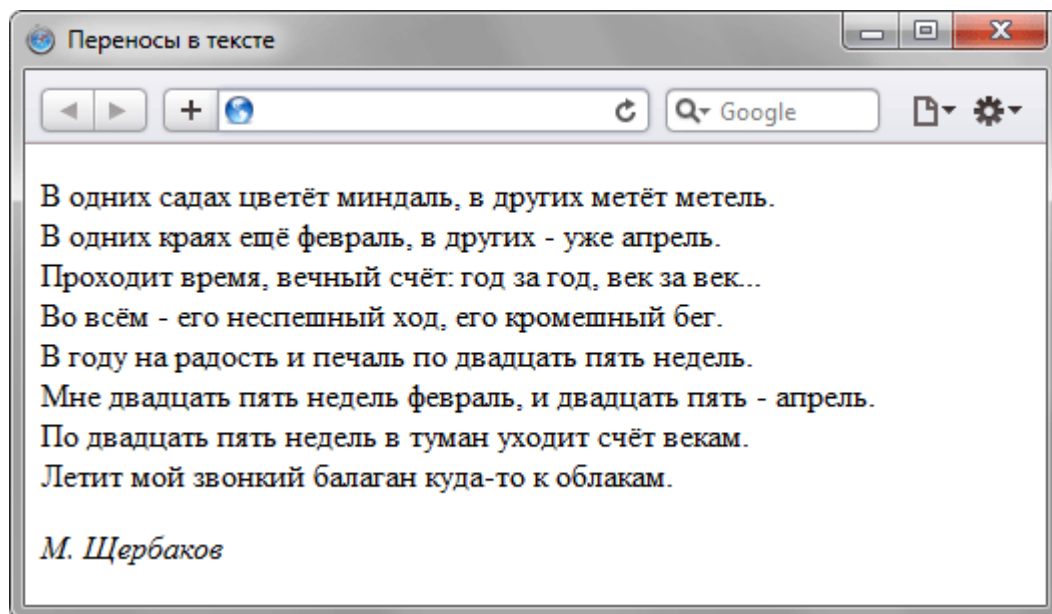 Переносы в тексте
Google
В одних садах цветёт миндаль, в других метёт метель.
В одних краях ещё февраль, в других - уже апрель.
Проходит время, вечный счёт: год за год, век за век...
Во всём - его неспешный ход, его кромешный бег.
В году на радость и печаль по двадцать пять недель.
Мне двадцать пять недель февраль, и двадцать пять - апрель.
По двадцать пять недель в туман уходит счёт векам.
Летит мой звонкий балаган куда-то к облакам.
М. Щербаков